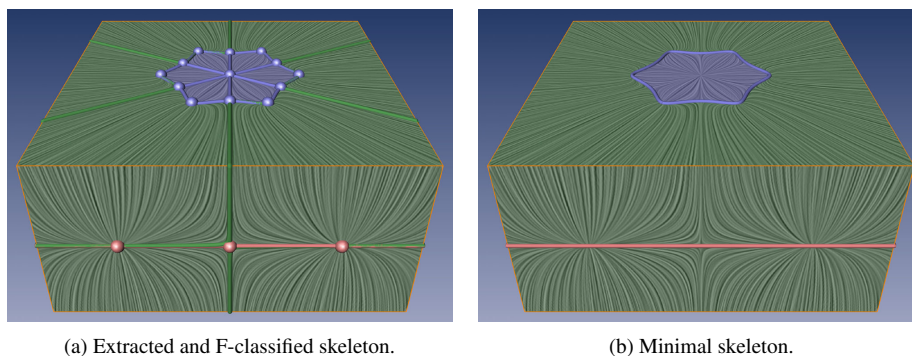 (a) Extracted and F-classified skeleton.
(b) Minimal skeleton.